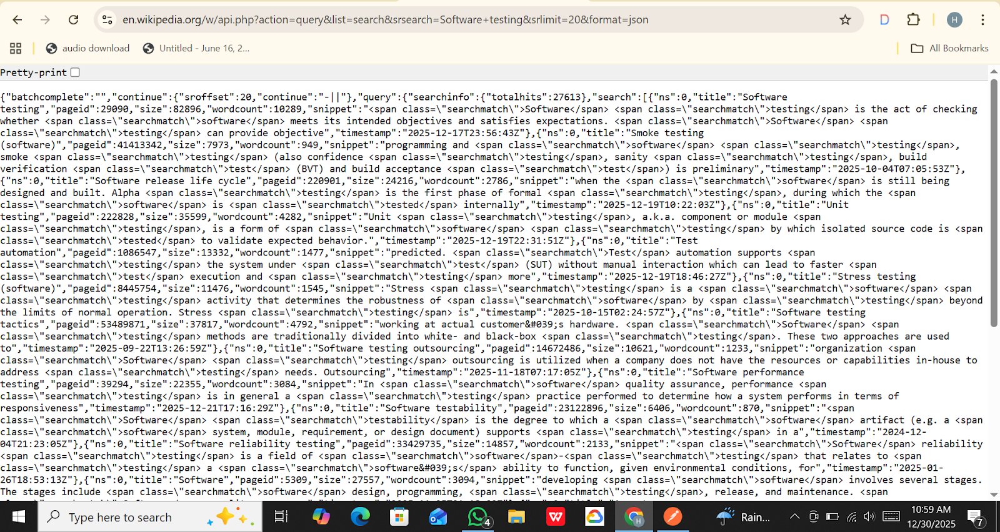 en.wikipedia.org/w/api.php?action=query&list=search&srsearch=Software+testing&srlimit=20&format=json
D
H
audio download
Untitled - June 16, 2...
All Bookmarks
Pretty-print
{"batchcomplete":"","continue":{"sroffset":20,"continue":"-||"},"query":{"searchinfo":{"totalhits":27613},"search":[{"ns":0,"title":"Software
testing","pageid":29090,"size":82896,"wordcount":10289,"snippet":"<span class=\"searchmatch\">Software</span> <span class=\"searchmatch\">testing</span> is the act of checking
whether <span class=\"searchmatch\">software</span> meets its intended objectives and satisfies expectations. <span class=\"searchmatch\">Software</span> <span
class=\"searchmatch\">testing</span> can provide objective","timestamp":"2025-12-17T23:56:43Z"},{"ns":0,"title":"Smoke testing
(software)","pageid":41413342,"size":7973,"wordcount":949,"snippet":"programming and <span class=\"searchmatch\">software</span> <span class=\"searchmatch\">testing</span>,
smoke <span class=\"searchmatch\">testing</span> (also confidence <span class=\"searchmatch\">testing</span>, sanity <span class=\"searchmatch\">testing</span>, build
verification <span class=\"searchmatch\">test</span> (BVT) and build acceptance <span class=\"searchmatch\">test</span>) is preliminary","timestamp":"2025-10-04T07:05:53Z"},
{"ns":0,"title":"Software release life cycle","pageid":220901,"size":24216,"wordcount":2786,"snippet":"when the <span class=\"searchmatch\">software</span> is still being
designed and built. Alpha <span class=\"searchmatch\">testing</span> is the first phase of formal <span class=\"searchmatch\">testing</span>, during which the <span
class=\"searchmatch\">software</span> is <span class=\"searchmatch\">tested</span> internally","timestamp":"2025-12-19T10:22:03Z"},{"ns":0,"title":"Unit
testing","pageid":222828,"size":35599,"wordcount":4282,"snippet":"Unit <span class=\"searchmatch\">testing</span>, a.k.a. component or module <span
class=\"searchmatch\">testing</span>, is a form of <span class=\"searchmatch\">software</span> <span class=\"searchmatch\">testing</span> by which isolated source code is <span
class=\"searchmatch\">tested</span> to validate expected behavior.","timestamp":"2025-12-19T22:31:51Z"},{"ns":0,"title":"Test
automation","pageid":1086547,"size":13332,"wordcount":1477,"snippet":"predicted. <span class=\"searchmatch\">Test</span> automation supports <span
class=\"searchmatch\">testing</span> the system under <span class=\"searchmatch\">test</span> (SUT) without manual interaction which can lead to faster <span
class=\"searchmatch\">test</span> execution and <span class=\"searchmatch\">testing</span> more","timestamp":"2025-12-19T18:46:27Z"},{"ns":0,"title":"Stress testing
(software)","pageid":8445754,"size":11476,"wordcount":1545,"snippet":"Stress <span class=\"searchmatch\">testing</span> is a <span class=\"searchmatch\">software</span> <span
class=\"searchmatch\">testing</span> activity that determines the robustness of <span class=\"searchmatch\">software</span> by <span class=\"searchmatch\">testing</span> beyond
the limits of normal operation. Stress <span class=\"searchmatch\">testing</span> is","timestamp":"2025-10-15T02:24:57Z"},{"ns":0,"title":"Software testing
tactics","pageid":53489871,"size":37817,"wordcount":4792,"snippet":"working at actual customer&#039;s hardware. <span class=\"searchmatch\">Software</span> <span
class=\"searchmatch\">testing</span> methods are traditionally divided into white- and black-box <span class=\"searchmatch\">testing</span>. These two approaches are used
to","timestamp":"2025-09-22T13:26:59Z"},{"ns":0,"title":"Software testing outsourcing","pageid":14672486,"size":10621,"wordcount":1233,"snippet":"organization <span
class=\"searchmatch\">Software</span> <span class=\"searchmatch\">testing</span> outsourcing is utilized when a company does not have the resources or capabilities in-house to
address <span class=\"searchmatch\">testing</span> needs. Outsourcing","timestamp":"2025-11-18T07:17:05Z"},{"ns":0,"title":"Software performance
testing","pageid":39294,"size":22355,"wordcount":3084,"snippet":"In <span class=\"searchmatch\">software</span> quality assurance, performance <span
class=\"searchmatch\">testing</span> is in general a <span class=\"searchmatch\">testing</span> practice performed to determine how a system performs in terms of
responsiveness","timestamp":"2025-12-21T17:16:29Z"},{"ns":0,"title":"Software testability","pageid":23122896,"size":6406,"wordcount":870,"snippet":"<span
class=\"searchmatch\">Software</span> <span class=\"searchmatch\">testability</span> is the degree to which a <span class=\"searchmatch\">software</span> artifact (e.g. a <span
class=\"searchmatch\">software</span> system, module, requirement, or design document) supports <span class=\"searchmatch\">testing</span> in a","timestamp":"2024-12-
04T21:23:05Z"},{"ns":0,"title":"Software reliability testing","pageid":33429735,"size":14857,"wordcount":2133,"snippet":"<span class=\"searchmatch\">Software</span> reliability
<span class=\"searchmatch\">testing</span> is a field of <span class=\"searchmatch\">software</span>-<span class=\"searchmatch\">testing</span> that relates to <span
class=\"searchmatch\">testing</span> a <span class=\"searchmatch\">software&#039;s</span> ability to function, given environmental conditions, for","timestamp":"2025-01-
26T18:53:13Z"},{"ns":0,"title":"Software","pageid":5309,"size":27557,"wordcount":3094,"snippet":"developing <span class=\"searchmatch\">software</span> involves several stages.
The stages include <span class=\"searchmatch\">software</span> design, programming, <span class=\"searchmatch\">testing</span>, release, and maintenance. <span
Type here to search
4
W
H
Rain...
10:59 AM
12/30/2025
7